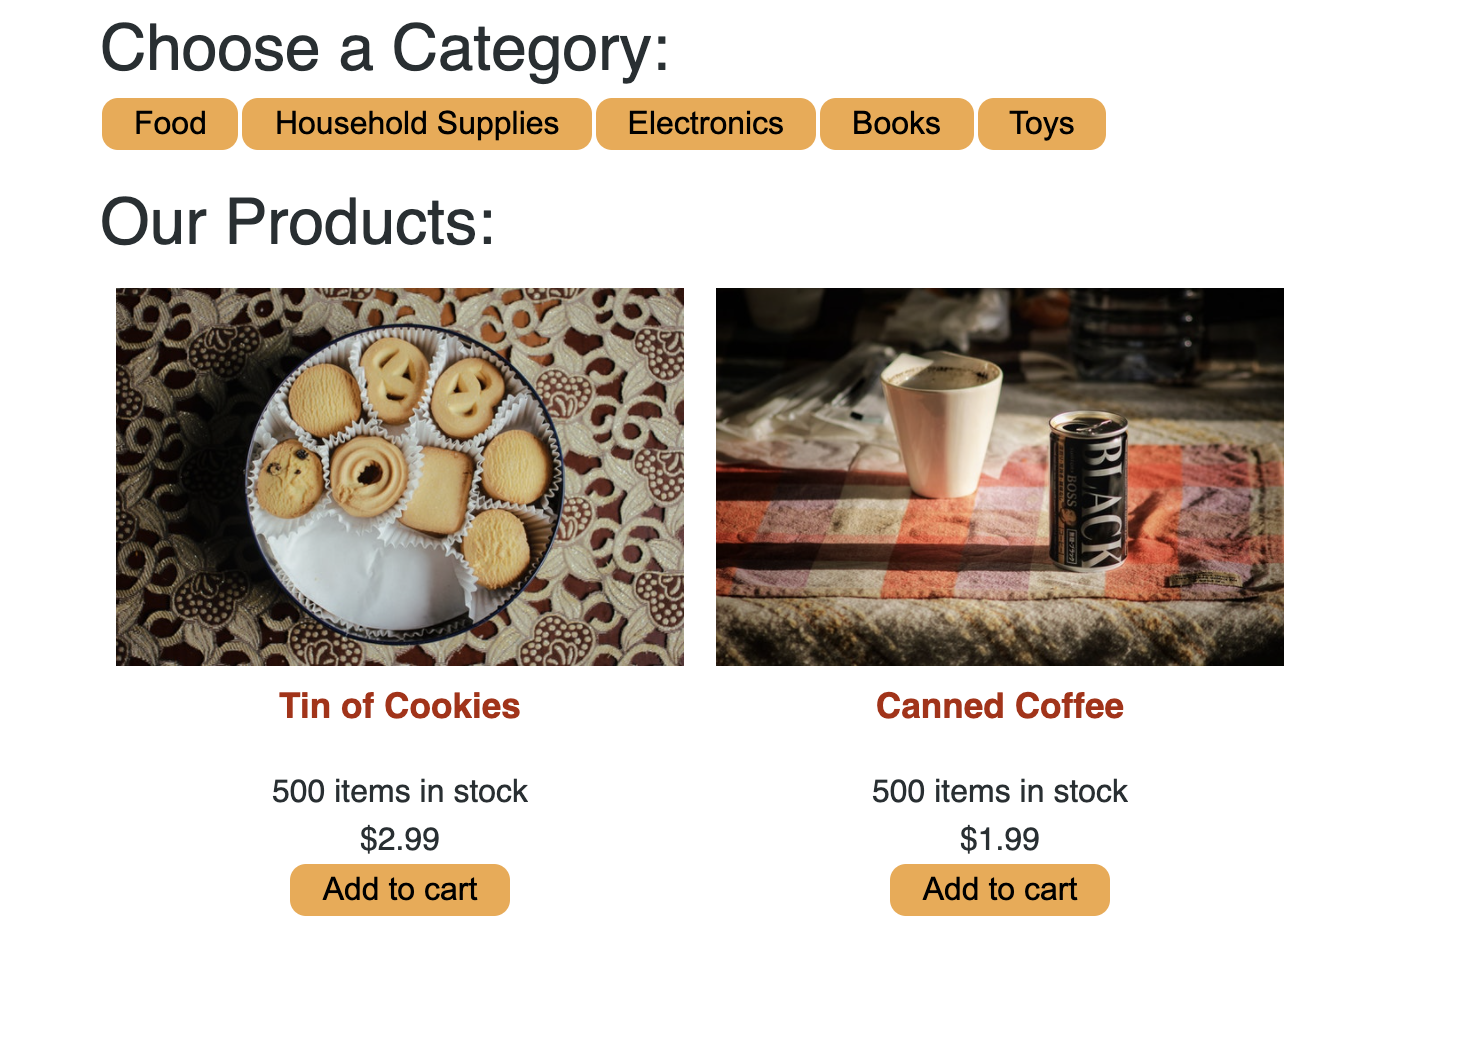 Choose a Category:
Food Household Supplies Electronics Books Toys
Our Products:
BLACK
BOSS
Tin of Cookies Canned Coffee
500 items in stock 500 items in stock
$2.99 $1.99
Add to cart Add to cart